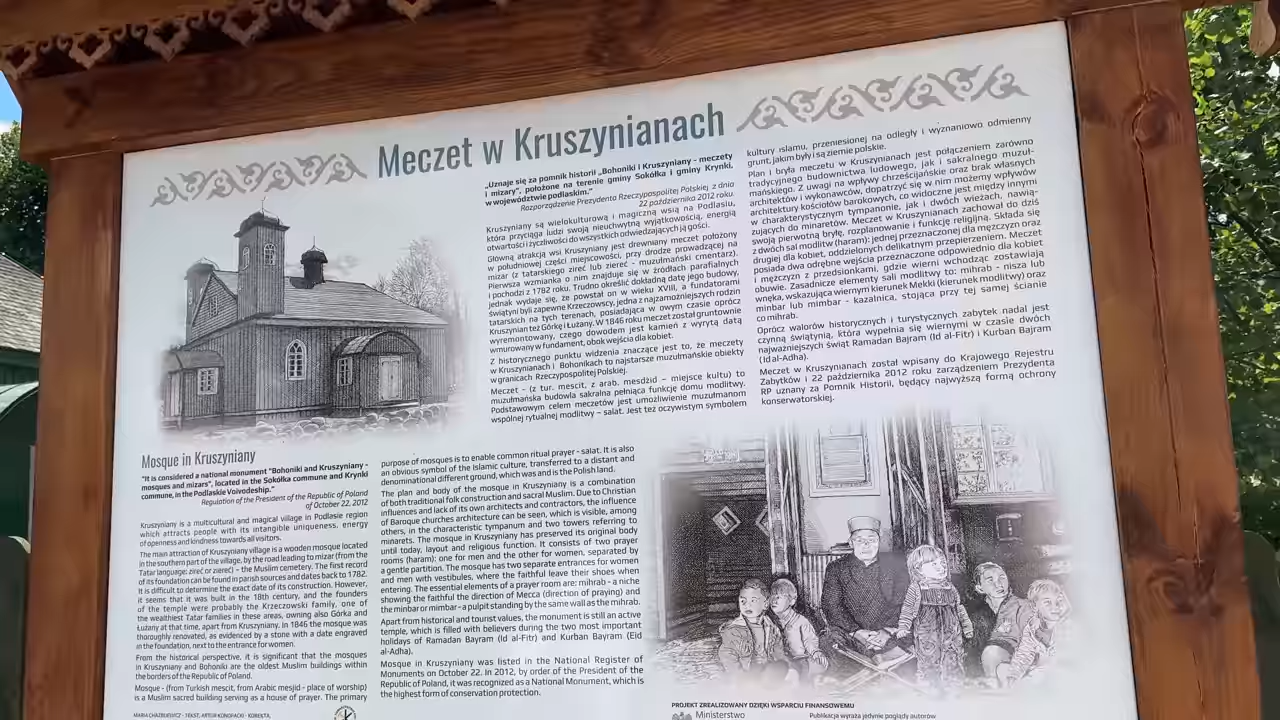 Meczet w Kruszynianach
„Uznaje się za pomnik historii „Bohoniki i Kruszyniany - meczety
i mizary”, położone na terenie gminy Sokółka i gminy Krynki,
w województwie podlaskim.”
Rozporządzenie Prezydenta Rzeczypospolitej Polskiej z dnia
22 października 2012 roku.
Kruszyniany są wielokulturową i magiczną wsią na Podlasiu,
która przyciąga ludzi swoją nieuchwytną wyjątkowością, energią
otwartości i życzliwości do wszystkich odwiedzających ją gości.
Główną atrakcją wsi Kruszyniany jest drewniany meczet położony
w południowej części miejscowości, przy drodze prowadzącej na
mizar (z tatarskiego zireć lub ziereć - muzułmański cmentarz).
Pierwsza wzmianka o nim znajduje się w źródłach parafialnych
i pochodzi z 1782 roku. Trudno określić dokładną datę jego budowy,
jednak wydaje się, że powstał on w wieku XVIII, a fundatorami
świątyni byli zapewne Krzeczowscy, jedna z najzamożniejszych rodzin
tatarskich na tych terenach, posiadająca w owym czasie oprócz
Kruszynian też Górkę i Łużany. W 1846 roku meczet został gruntownie
wyremontowany, czego dowodem jest kamień z wyrytą datą
wmurowany w fundament, obok wejścia dla kobiet.
Z historycznego punktu widzenia znaczące jest to, że meczety
w Kruszynianach i Bohonikach to najstarsze muzułmańskie obiekty
w granicach Rzeczypospolitej Polskiej.
Meczet – (z tur. mescit, z arab. mesdżid – miejsce kultu) to
muzułmańska budowla sakralna pełniąca funkcję domu modlitwy.
Podstawowym celem meczetów jest umożliwienie muzułmanom
wspólnej rytualnej modlitwy – salat. Jest też oczywistym symbolem
kultury islamu, przeniesionej na odległy i wyznaniowo odmienny
grunt, jakim były i są ziemie polskie.
Plan i bryła meczetu w Kruszynianach jest połączeniem zarówno
tradycyjnego budownictwa ludowego, jak i sakralnego muzuł-
mańskiego. Z uwagi na wpływy chrześcijańskie oraz brak własnych
architektów i wykonawców, dopatrzyć się w nim możemy wpływów
architektury kościołów barokowych, co widoczne jest między innymi
w charakterystycznym tympanonie, jak i dwóch wieżach, nawią-
zujących do minaretów. Meczet w Kruszynianach zachował do dziś
swoją pierwotną bryłę, rozplanowanie i funkcję religijną. Składa się
z dwóch sal modlitw (haram): jednej przeznaczonej dla mężczyzn oraz
drugiej dla kobiet, oddzielonych delikatnym przepierzeniem. Meczet
posiada dwa odrębne wejścia przeznaczone odpowiednio dla kobiet
i mężczyzn z przedsionkami, gdzie wierni wchodząc zostawiają
obuwie. Zasadnicze elementy sali modlitwy to: mihrab - nisza lub
wnęka, wskazująca wiernym kierunek Mekki (kierunek modlitwy) oraz
minbar lub mimbar - kazalnica, stojąca przy tej samej ścianie
co mihrab.
Oprócz walorów historycznych i turystycznych zabytek nadal jest
czynną świątynią, która wypełnia się wiernymi w czasie dwóch
najważniejszych świąt Ramadan Bajram (Id al-Fitr) i Kurban Bajram
(Id al-Adha).
Meczet w Kruszynianach został wpisany do Krajowego Rejestru
Zabytków i 22 października 2012 roku zarządzeniem Prezydenta
RP uznany za Pomnik Historii, będący najwyższą formą ochrony
konserwatorskiej.
Mosque in Kruszyniany
"It is considered a national monument "Bohoniki and Kruszyniany -
mosques and mizars", located in the Sokółka commune and Krynki
commune, in the Podlaskie Voivodeship."
Regulation of the President of the Republic of Poland
of October 22, 2012
Kruszyniany is a multicultural and magical village in Podlasie region
which attracts people with its intangible uniqueness, energy
of openness and kindness towards all visitors.
The main attraction of Kruszyniany village is a wooden mosque located
in the southern part of the village, by the road leading to mizar (from the
Tatar language: zireć or ziereć) – the Muslim cemetery. The first record
of its foundation can be found in parish sources and dates back to 1782.
It is difficult to determine the exact date of its construction. However,
it seems that it was built in the 18th century, and the founders
of the temple were probably the Krzeczowski family, one of
the wealthiest Tatar families in these areas, owning also Górka and
Łużany at that time, apart from Kruszyniany. In 1846 the mosque was
thoroughly renovated, as evidenced by a stone with a date engraved
in the foundation, next to the entrance for women.
From the historical perspective, it is significant that the mosques
in Kruszyniany and Bohoniki are the oldest Muslim buildings within
the borders of the Republic of Poland.
Mosque - (from Turkish mescit, from Arabic mesjid - place of worship)
is a Muslim sacred building serving as a house of prayer. The primary
purpose of mosques is to enable common ritual prayer - salat. It is also
an obvious symbol of the Islamic culture, transferred to a distant and
denominational different ground, which was and is the Polish land.
The plan and body of the mosque in Kruszyniany is a combination
of both traditional folk construction and sacral Muslim. Due to Christian
influences and lack of its own architects and contractors, the influence
of Baroque churches architecture can be seen, which is visible, among
others, in the characteristic tympanum and two towers referring to
minarets. The mosque in Kruszyniany has preserved its original body
until today, layout and religious function. It consists of two prayer
rooms (haram): one for men and the other for women, separated by
a gentle partition. The mosque has two separate entrances for women
and men with vestibules, where the faithful leave their shoes when
entering. The essential elements of a prayer room are: mihrab - a niche
showing the faithful the direction of Mecca (direction of praying) and
the minbar or mimbar - a pulpit standing by the same wall as the mihrab.
Apart from historical and tourist values, the monument is still an active
temple, which is filled with believers during the two most important
holidays of Ramadan Bayram (Id al-Fitr) and Kurban Bayram (Eid
al-Adha).
Mosque in Kruszyniany was listed in the National Register of
Monuments on October 22. In 2012, by order of the President of the
Republic of Poland, it was recognized as a National Monument, which is
the highest form of conservation protection.
PROJEKT ZREALIZOWANO DZIĘKI WSPARCIU FINANSOWEMU
Ministerstwo
Publikacja wyraża jedynie poglądy autorów